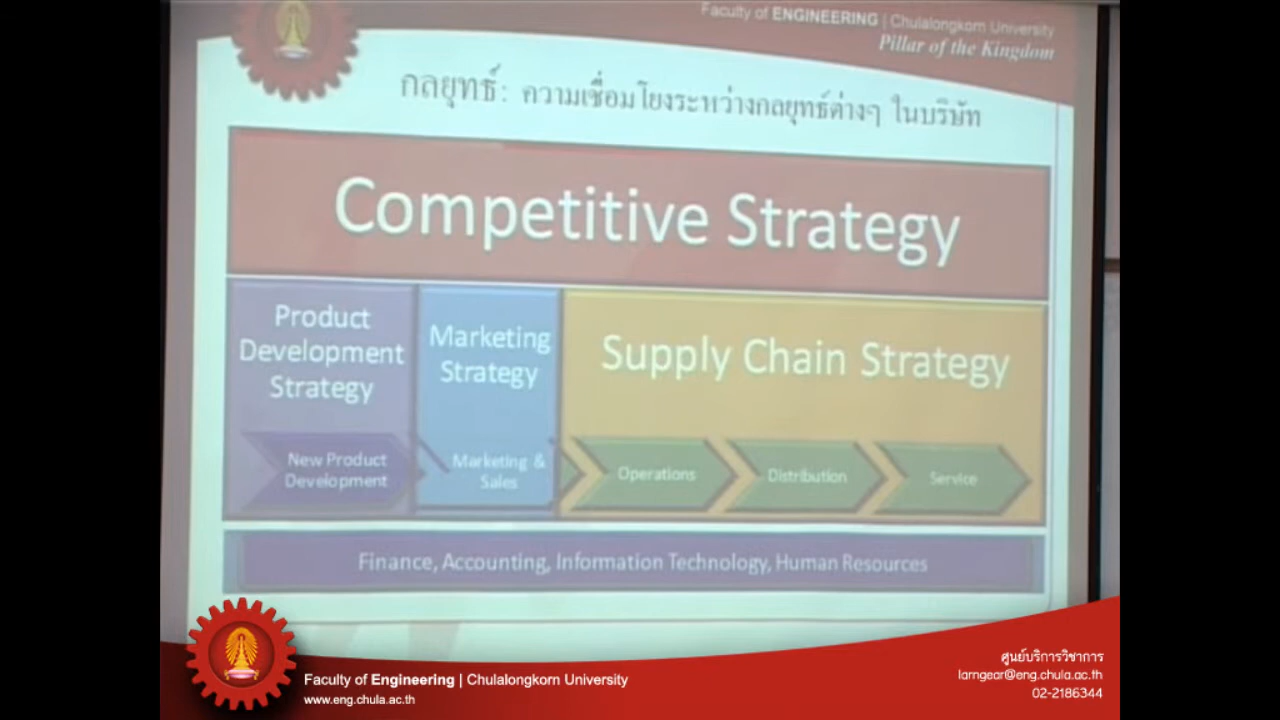 Faculty of ENGINEERING | Chulalongkorn University
Pillar of the Kingdom
กลยุทธ์: ความเชื่อมโยงระหว่างกลยุทธ์ต่างๆ ในบริษัท
Competitive Strategy
Product
Development
Strategy
Marketing
Strategy
Supply Chain Strategy
New Product
Development
Marketing &
Sales
Operations
Distribution
Service
Finance, Accounting, Information Technology, Human Resources
Faculty of Engineering | Chulalongkorn University
www.eng.chula.ac.th
ศูนย์บริการวิชาการ
larngear@eng.chula.ac.th
02-2186344